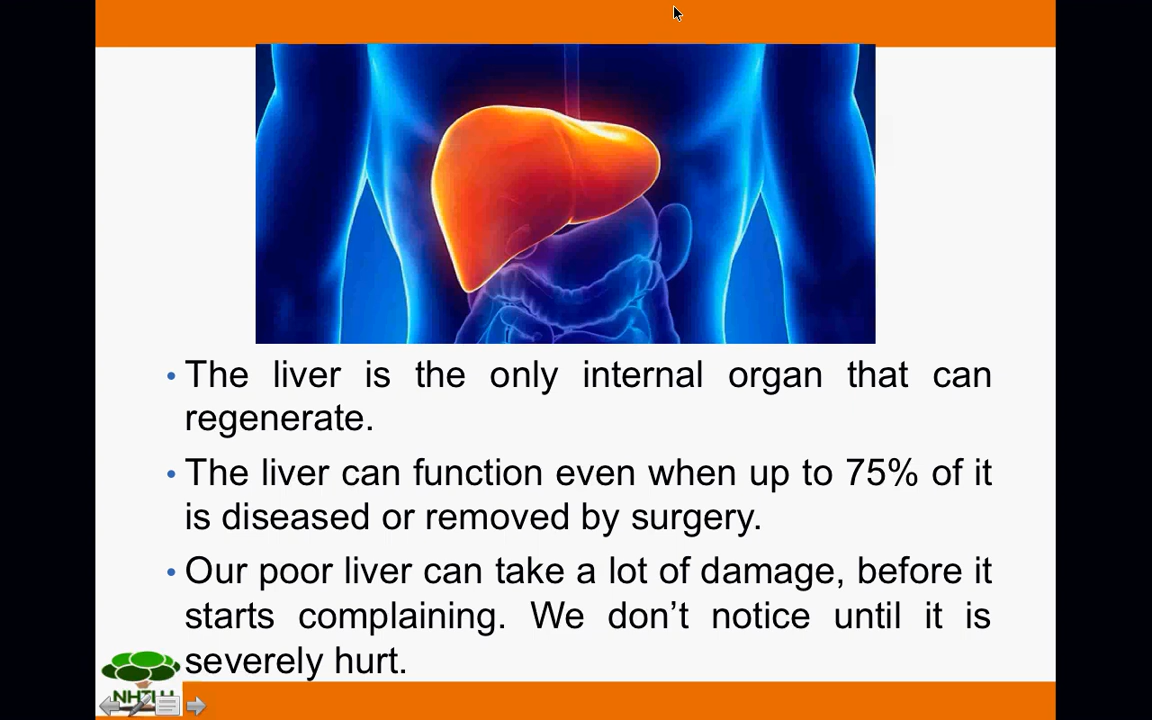 • The liver is the only internal organ that can
regenerate.
• The liver can function even when up to 75% of it
is diseased or removed by surgery.
• Our poor liver can take a lot of damage, before it
starts complaining. We don’t notice until it is
severely hurt.